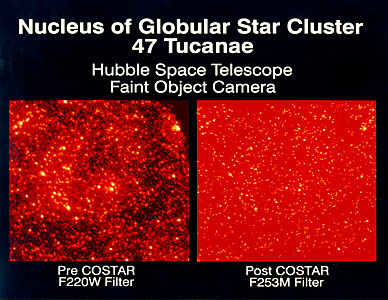 Nucleus of Globular Star Cluster
47 Tucanae
Hubble Space Telescope
Faint Object Camera
Pre COSTAR
F220W Filter
Post COSTAR
F253M Filter